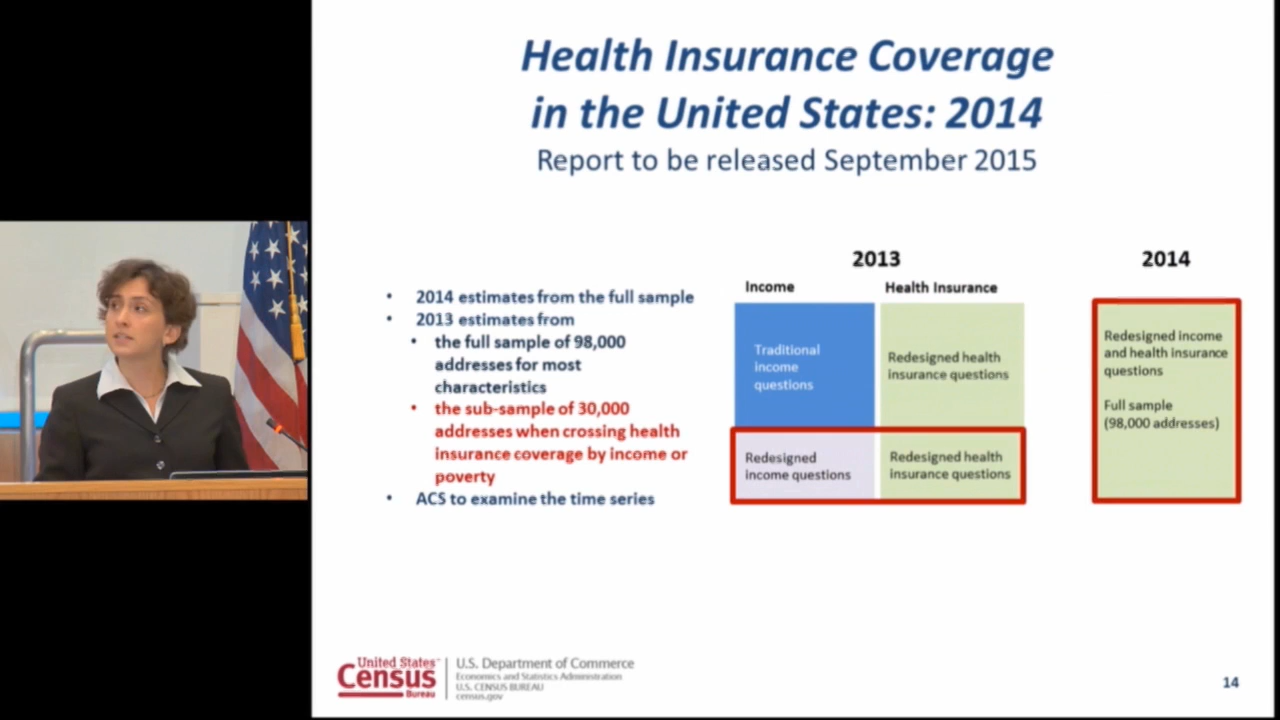 Health Insurance Coverage
in the United States: 2014
Report to be released September 2015
• 2014 estimates from the full sample
• 2013 estimates from
• the full sample of 98,000
addresses for most
characteristics
• the sub-sample of 30,000
addresses when crossing health
insurance coverage by income or
poverty
• ACS to examine the time series
2013
Income
Health Insurance
Traditional
income
questions
Redesigned health
insurance questions
Redesigned
income questions
Redesigned health
insurance questions
2014
Redesigned income
and health insurance
questions
Full sample
(98,000 addresses)
United States™
Census
Bureau
U.S. Department of Commerce
Economics and Statistics Administration
U.S. CENSUS BUREAU
census.gov
14